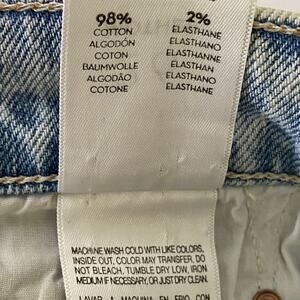 98% 2%
COTTON ELASTHANE
ALGODÓN ELASTHANO
COTON ELASTHANNE
BAUMWOLLE ELASTHAN
ALGODÃO ELASTHANO
COTONE ELASTHANE
MACHINE WASH COLD WITH LIKE COLORS,
INSIDE OUT, COLOR MAY TRANSFER, DO
NOT BLEACH, TUMBLE DRY LOW, IRON
MEDIUM IF NECESSARY, OR JUST DRY CLEAN.
LAVAR A MAQUINA EN FRIO CON